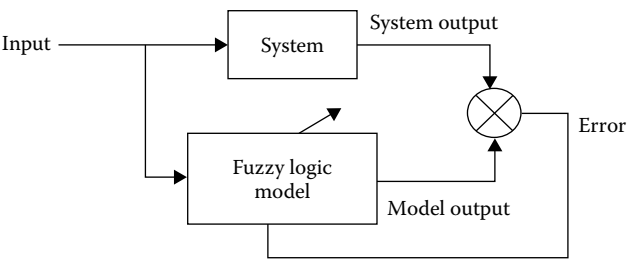 System output
Input
System
Error
Fuzzy logic
model
Model output